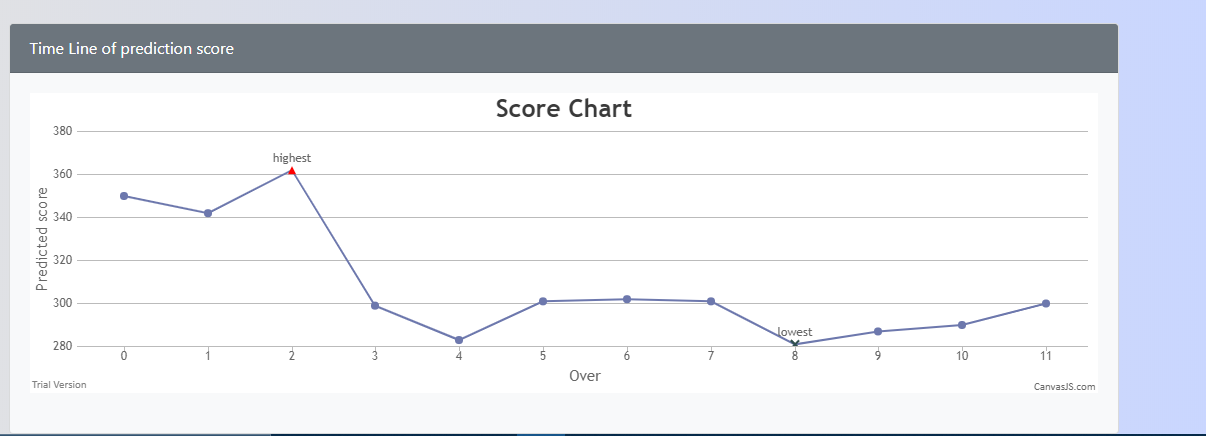 Time Line of prediction score
Score Chart
380
highest
360
340
320
300
280
Predicted score
lowest
0 1 2 3 4 5 6 7 8 9 10 11
Over
Trial Version
CanvasJS.com